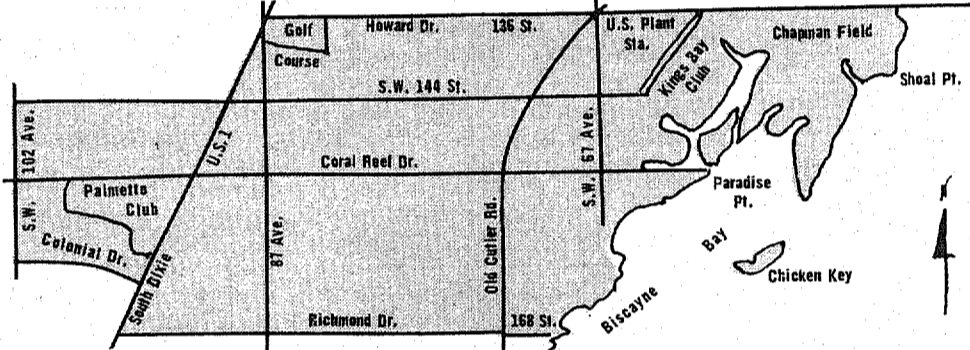 Golf
Course
Howard Dr.
136 St.
U.S. Plant
Sta.
Chapman Field
Kings Bay
Club
Shoal Pt.
S.W. 144 St.
102 Ave.
S.W.
U.S. 1
67 Ave.
S.W.
Coral Reef Dr.
Palmetto
Club
Paradise
Pt.
Colonial Dr.
South Dixie
87 Ave.
Old Cutler Rd.
Bay
Biscayne
Chicken Key
N
Richmond Dr.
168 St.